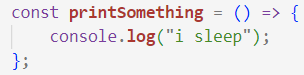 const printSomething = () => {
    console.log("i sleep");
};